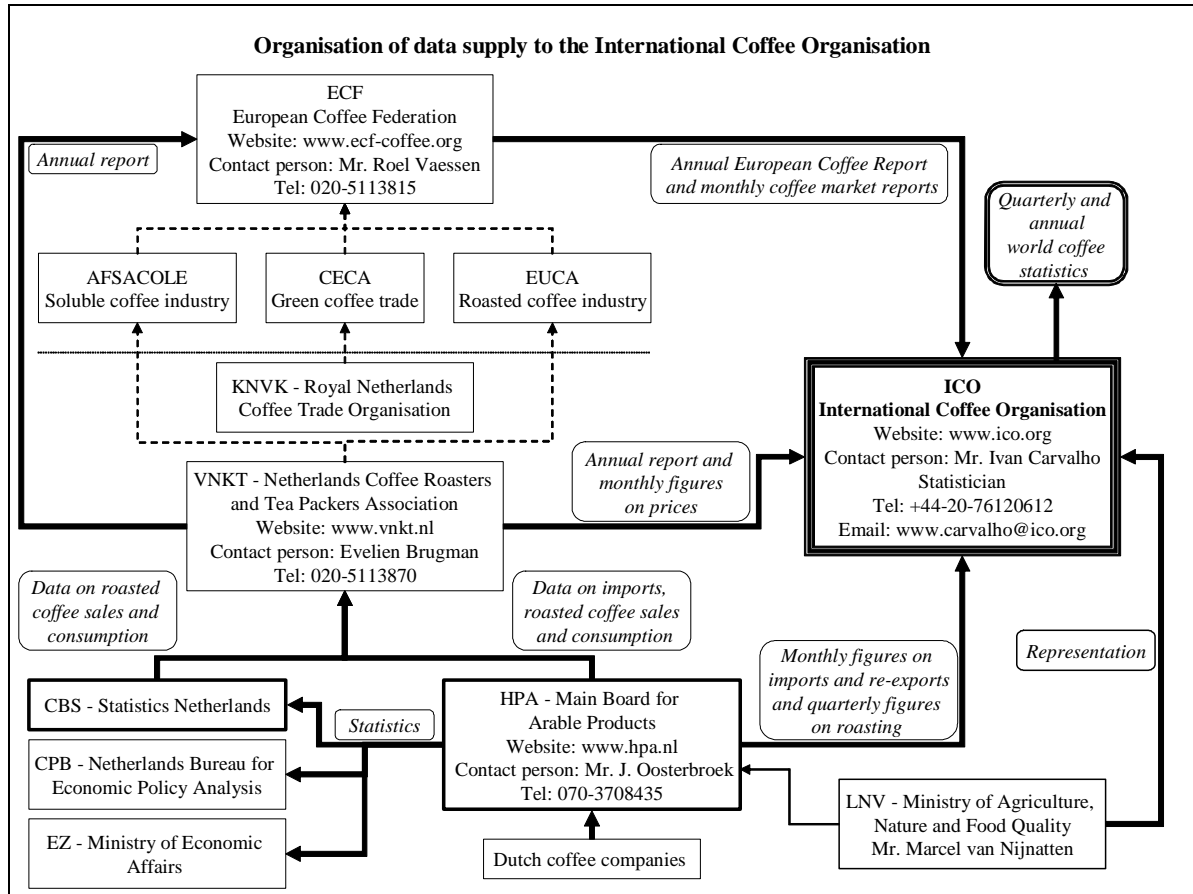 Organisation of data supply to the International Coffee Organisation
ECF
European Coffee Federation
Website: www.ecf-coffee.org
Contact person: Mr. Roel Vaessen
Tel: 020-5113815
Annual report
Annual European Coffee Report
and monthly coffee market reports
Quarterly and
annual
world coffee
statistics
AFSACOLE
Soluble coffee industry
CECA
Green coffee trade
EUCA
Roasted coffee industry
KNVK - Royal Netherlands
Coffee Trade Organisation
ICO
International Coffee Organisation
Website: www.ico.org
Contact person: Mr. Ivan Carvalho
Statistician
Tel: +44-20-76120612
Email: www.carvalho@ico.org
VNKT - Netherlands Coffee Roasters
and Tea Packers Association
Website: www.vnkt.nl
Contact person: Evelien Brugman
Tel: 020-5113870
Annual report and
monthly figures
on prices
Data on roasted
coffee sales and
consumption
Data on imports,
roasted coffee sales
and consumption
Monthly figures on
imports and re-exports
and quarterly figures
on roasting
Representation
CBS - Statistics Netherlands
Statistics
HPA - Main Board for
Arable Products
Website: www.hpa.nl
Contact person: Mr. J. Oosterbroek
Tel: 070-3708435
CPB - Netherlands Bureau for
Economic Policy Analysis
EZ - Ministry of Economic
Affairs
Dutch coffee companies
LNV - Ministry of Agriculture,
Nature and Food Quality
Mr. Marcel van Nijnatten